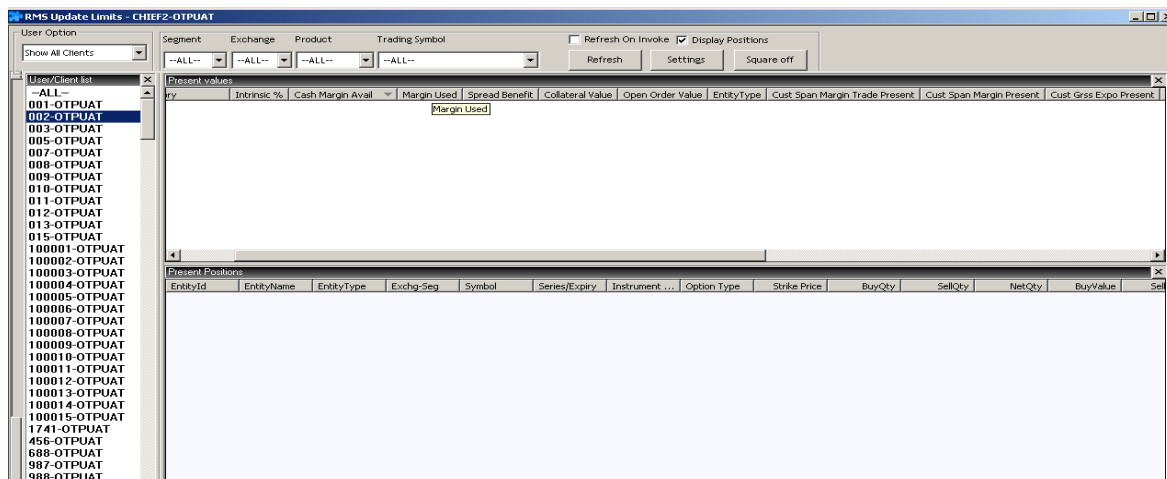 RMS Update Limits - CHIEF2-OTPUAT
User Option
Show All Clients
Segment Exchange Product Trading Symbol
--ALL-- --ALL-- --ALL-- --ALL--
Refresh On Invoke Display Positions
Refresh Settings Square off
User/Client list
--ALL--
001-OTPUAT
002-OTPUAT
003-OTPUAT
005-OTPUAT
007-OTPUAT
008-OTPUAT
009-OTPUAT
010-OTPUAT
011-OTPUAT
012-OTPUAT
013-OTPUAT
015-OTPUAT
100001-OTPUAT
100002-OTPUAT
100003-OTPUAT
100004-OTPUAT
100005-OTPUAT
100006-OTPUAT
100007-OTPUAT
100008-OTPUAT
100009-OTPUAT
100010-OTPUAT
100011-OTPUAT
100012-OTPUAT
100013-OTPUAT
100014-OTPUAT
100015-OTPUAT
1741-OTPUAT
456-OTPUAT
688-OTPUAT
987-OTPUAT
988-OTPUAT
Present values
ry Intrinsic % Cash Margin Avail Margin Used Spread Benefit Collateral Value Open Order Value EntityType Cust Span Margin Trade Present Cust Span Margin Present Cust Grss Expo Present
Margin Used
Present Positions
EntityId EntityName EntityType Exchg-Seg Symbol Series/Expiry Instrument ... Option Type Strike Price BuyQty SellQty NetQty BuyValue Sell